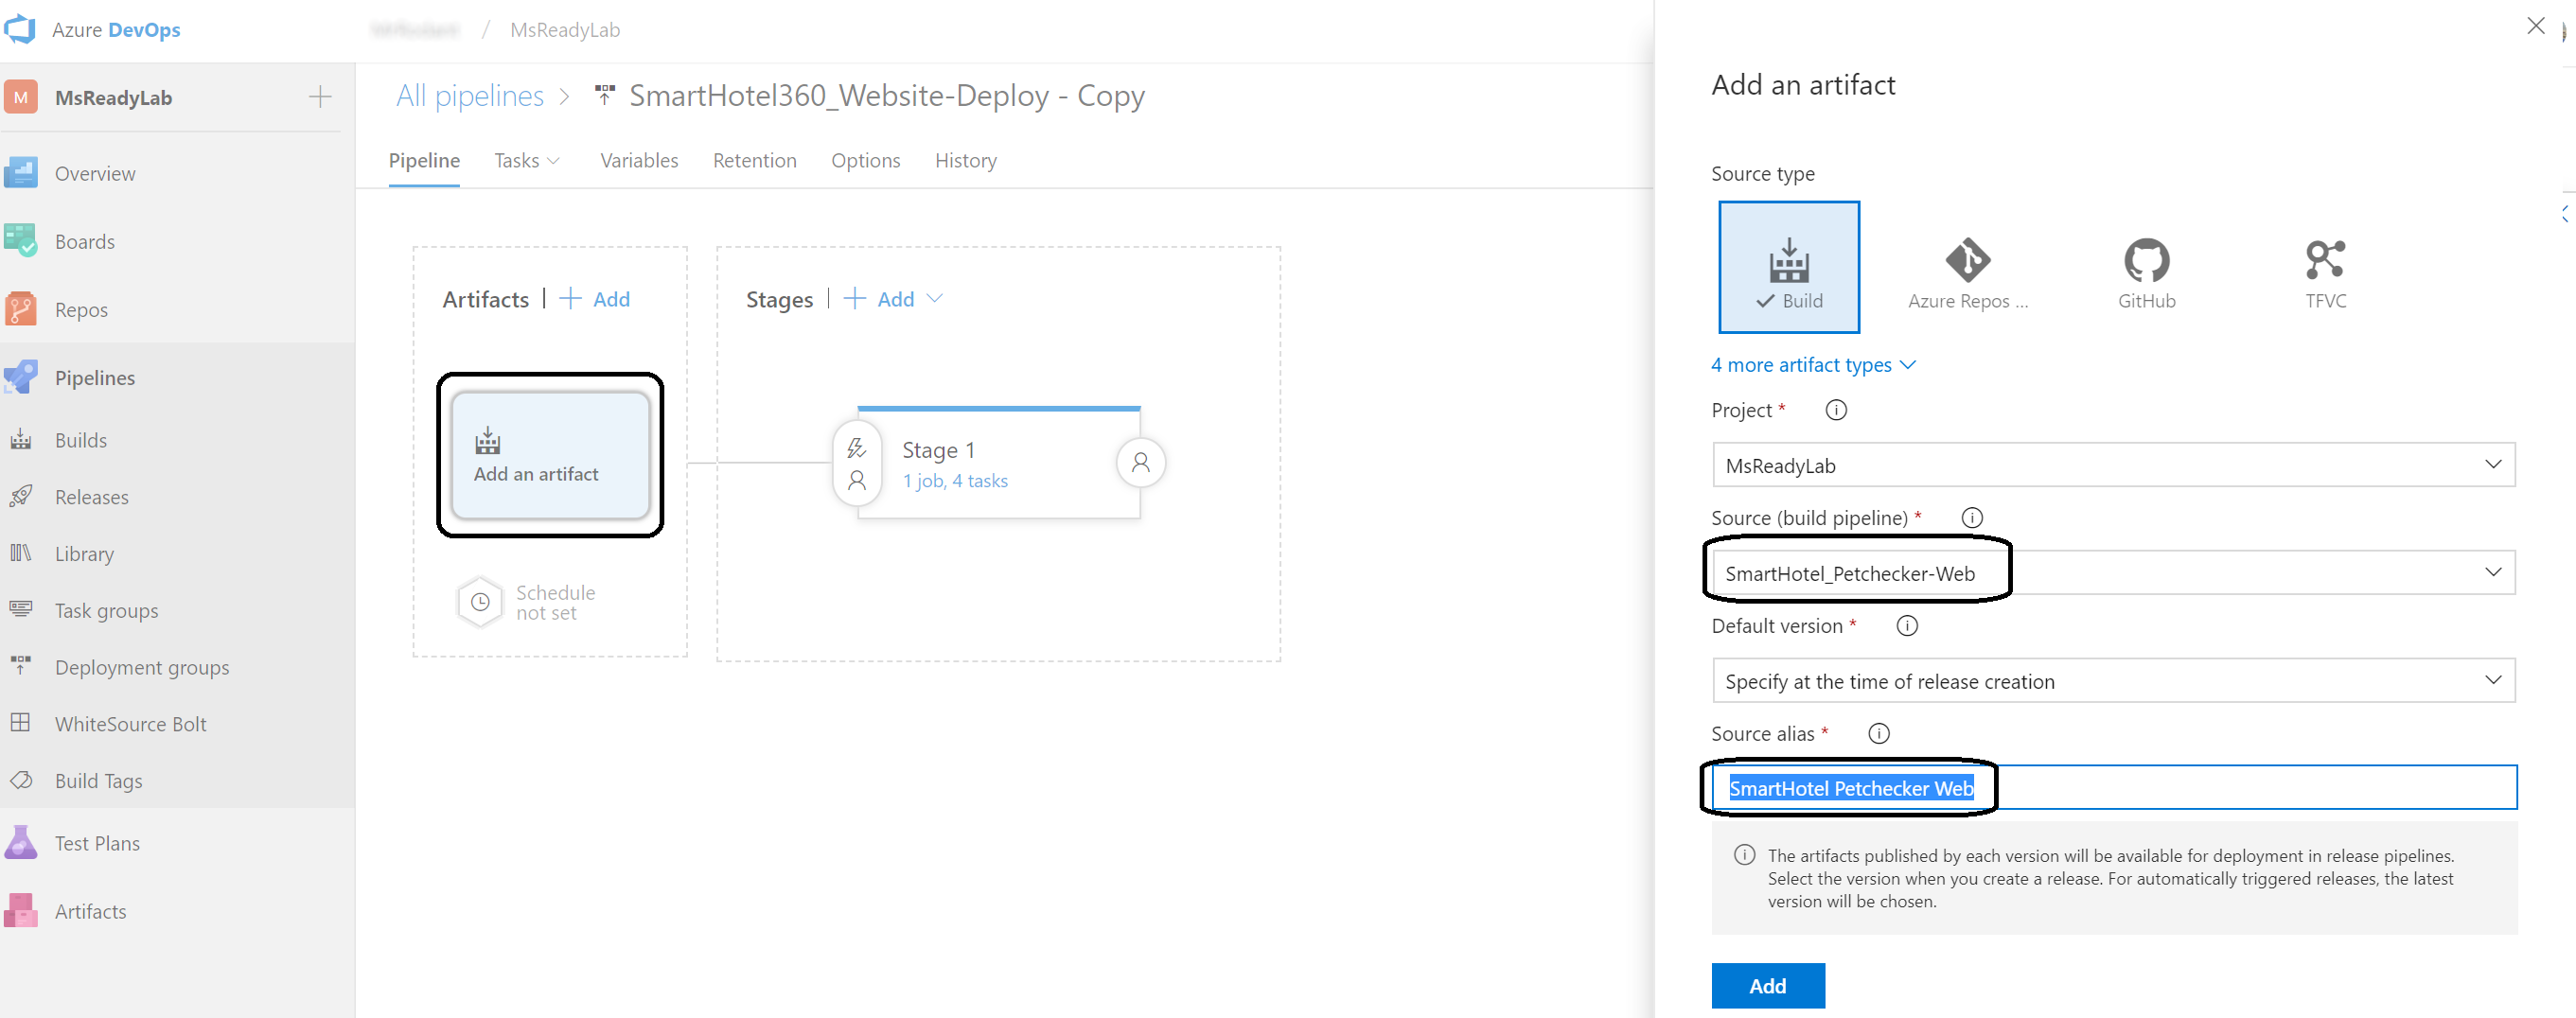 Azure DevOps
/ MsReadyLab
M MsReadyLab
Overview
Boards
Repos
Pipelines
Builds
Releases
Library
Task groups
Deployment groups
WhiteSource Bolt
Build Tags
Test Plans
Artifacts
All pipelines > SmartHotel360_Website-Deploy - Copy
Pipeline Tasks Variables Retention Options History
Artifacts | + Add
Add an artifact
Schedule
not set
Stages | + Add
Stage 1
1 job, 4 tasks
Add an artifact
Source type
Build Azure Repos ... GitHub TFVC
4 more artifact types
Project *
MsReadyLab
Source (build pipeline) *
SmartHotel_Petchecker-Web
Default version *
Specify at the time of release creation
Source alias *
SmartHotel Petchecker Web
The artifacts published by each version will be available for deployment in release pipelines.
Select the version when you create a release. For automatically triggered releases, the latest
version will be chosen.
Add